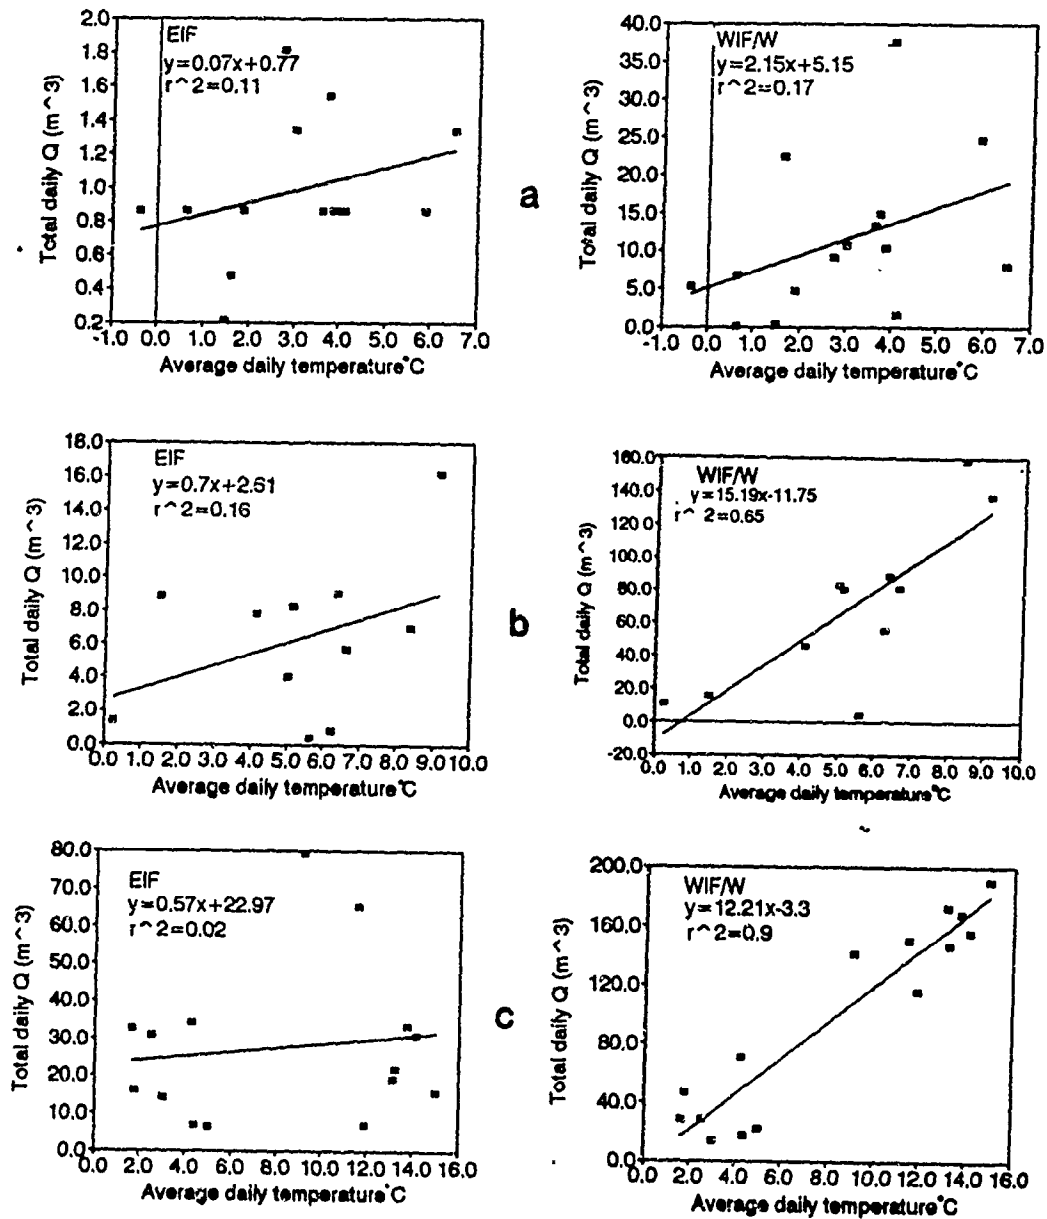 EIF
y=0.07x+0.77
r^2=0.11
Total daily Q (m^3)
2.0
1.8
1.6
1.4
1.2
1.0
0.8
0.6
0.4
0.2
-1.0 0.0 1.0 2.0 3.0 4.0 5.0 6.0 7.0
Average daily temperature°C
a
WIF/W
y=2.15x+5.15
r^2=0.17
Total daily Q (m^3)
40.0
35.0
30.0
25.0
20.0
15.0
10.0
5.0
0.0
-1.0 0.0 1.0 2.0 3.0 4.0 5.0 6.0 7.0
Average daily temperature°C
EIF
y=0.7x+2.61
r^2=0.16
Total daily Q (m^3)
18.0
16.0
14.0
12.0
10.0
8.0
6.0
4.0
2.0
0.0
0.0 1.0 2.0 3.0 4.0 5.0 6.0 7.0 8.0 9.0 10.0
Average daily temperature°C
b
WIF/W
y=15.19x-11.75
r^ 2=0.65
Total daily Q (m^3)
160.0
140.0
120.0
100.0
80.0
60.0
40.0
20.0
0.0
-20.0
0.0 1.0 2.0 3.0 4.0 5.0 6.0 7.0 8.0 9.0 10.0
Average daily temperature°C
EIF
y=0.57x+22.97
r^2=0.02
Total daily Q (m^3)
80.0
70.0
60.0
50.0
40.0
30.0
20.0
10.0
0.0
0.0 2.0 4.0 6.0 8.0 10.0 12.0 14.0 16.0
Average daily temperature°C
c
WIF/W
y=12.21x-3.3
r^2=0.9
Total daily Q (m^3)
200.0
160.0
120.0
80.0
40.0
0.0
0.0 2.0 4.0 6.0 8.0 10.0 12.0 14.0 16.0
Average daily temperature°C